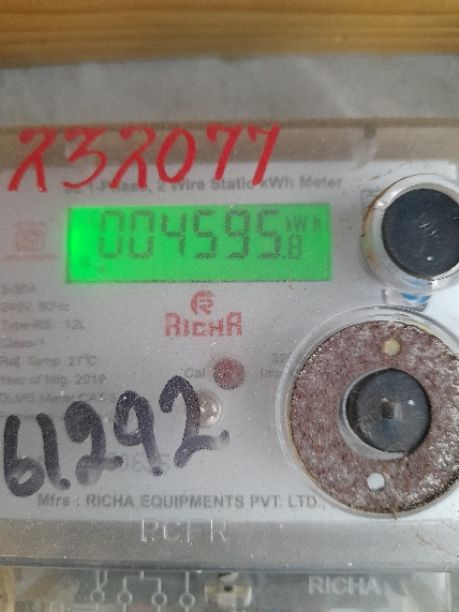 232077
1-Phase, 2 Wire Static kWh Meter
004595.8 kWh
5-30A
240V, 50Hz
Type-RS : 12L
Class-1
RICHA
Ref. Temp. 27°C
Cal
Year of Mfg. 2019
61292
Mfrs : RICHA EQUIPMENTS PVT. LTD.,
RICHA